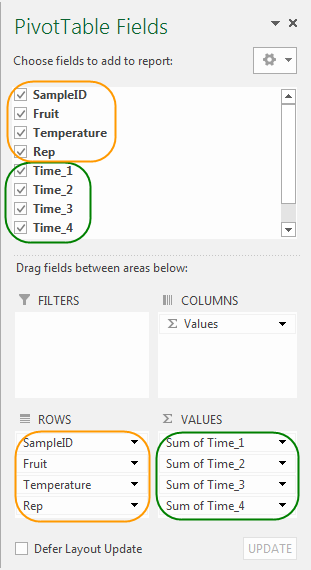 PivotTable Fields
Choose fields to add to report:
SampleID
Fruit
Temperature
Rep
Time_1
Time_2
Time_3
Time_4
Drag fields between areas below:
FILTERS
COLUMNS
Σ Values
ROWS
Σ VALUES
SampleID
Sum of Time_1
Fruit
Sum of Time_2
Temperature
Sum of Time_3
Rep
Sum of Time_4
Defer Layout Update
UPDATE